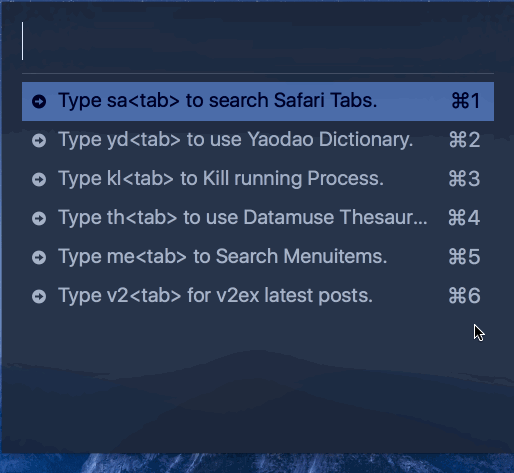 Type sa<tab> to search Safari Tabs. ⌘1
Type yd<tab> to use Yaodao Dictionary. ⌘2
Type kl<tab> to Kill running Process. ⌘3
Type th<tab> to use Datamuse Thesaur... ⌘4
Type me<tab> to Search Menuitems. ⌘5
Type v2<tab> for v2ex latest posts. ⌘6